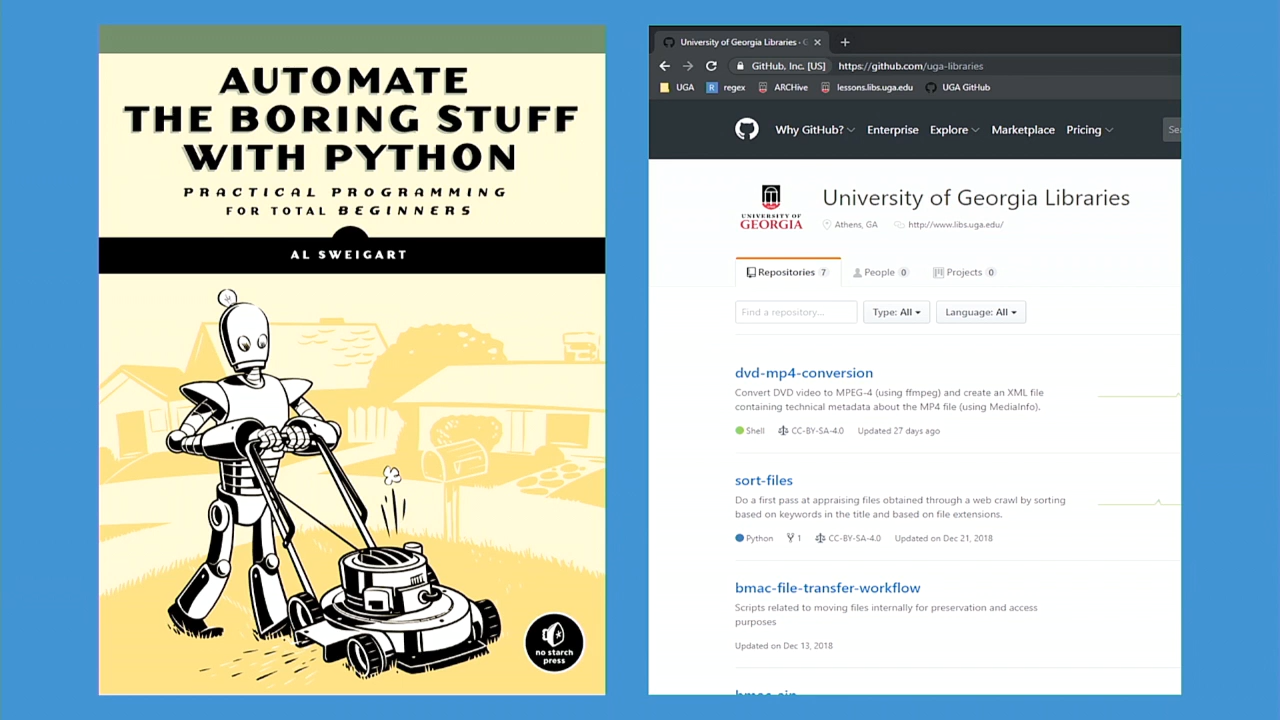 AUTOMATE
THE BORING STUFF
WITH PYTHON
PRACTICAL PROGRAMMING
FOR TOTAL BEGINNERS
AL SWEIGART
no starch
press
University of Georgia Libraries ·
GitHub, Inc. [US] https://github.com/uga-libraries
UGA regex ARCHive lessons.libs.uga.edu UGA GitHub
Why GitHub? Enterprise Explore Marketplace Pricing
UNIVERSITY OF
GEORGIA
University of Georgia Libraries
Athens, GA http://www.libs.uga.edu/
Repositories 7 People 0 Projects 0
Find a repository... Type: All Language: All
dvd-mp4-conversion
Convert DVD video to MPEG-4 (using ffmpeg) and create an XML file
containing technical metadata about the MP4 file (using MediaInfo).
Shell CC-BY-SA-4.0 Updated 27 days ago
sort-files
Do a first pass at appraising files obtained through a web crawl by sorting
based on keywords in the title and based on file extensions.
Python 1 CC-BY-SA-4.0 Updated on Dec 21, 2018
bmac-file-transfer-workflow
Scripts related to moving files internally for preservation and access
purposes
Updated on Dec 13, 2018